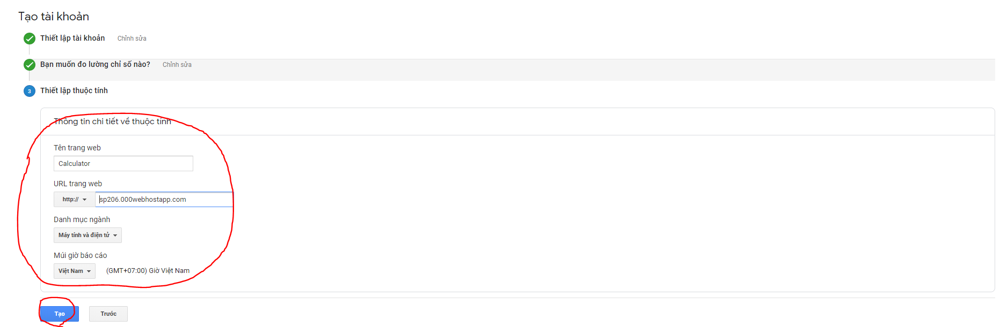 Tạo tài khoản
Thiết lập tài khoản Chỉnh sửa
Bạn muốn đo lường chỉ số nào? Chỉnh sửa
3 Thiết lập thuộc tính
Thông tin chi tiết về thuộc tính
Tên trang web
Calculator
URL trang web
http:// sp206.000webhostapp.com
Danh mục ngành
Máy tính và điện tử
Múi giờ báo cáo
Việt Nam (GMT+07:00) Giờ Việt Nam
Tạo Trước